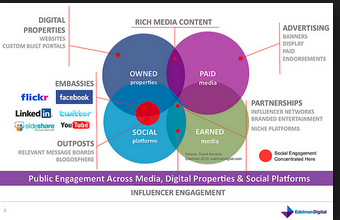 DIGITAL
PROPERTIES
WEBSITES
CUSTOM BUILT PORTALS
RICH MEDIA CONTENT
ADVERTISING
BANNERS
DISPLAY
PAID
ENDORSEMENTS
OWNED
properties
PAID
media
EMBASSIES
flickr
facebook
LinkedIn
twitter
slideshare
YouTube
PARTNERSHIPS
INFLUENCER NETWORKS
BRANDED ENTERTAINMENT
NICHE PLATFORMS
SOCIAL
platforms
EARNED
media
OUTPOSTS
RELEVANT MESSAGE BOARDS
BLOGOSPHERE
Social Engagement
Concentrated Here
Public Engagement Across Media, Digital Properties & Social Platforms
INFLUENCER ENGAGEMENT
EdelmanDigital